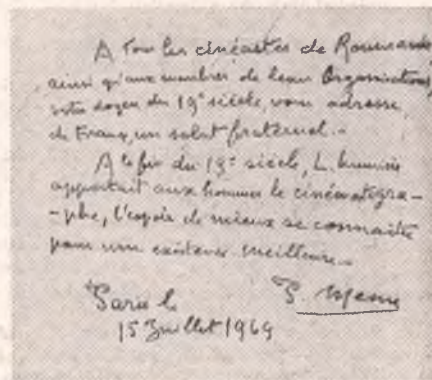 A tous les cinéastes de Roumanie
ainsi qu'aux membres de leurs Organisations,
votre doyen du 19e siècle, vous adresse,
de France, un salut fraternel.-
A la fin du 19e siècle, L. Lumière
apportait aux hommes le cinématogra-
-phe, l'espoir de mieux se connaître
pour une existence meilleure.-
Paris le
15 Juillet 1969